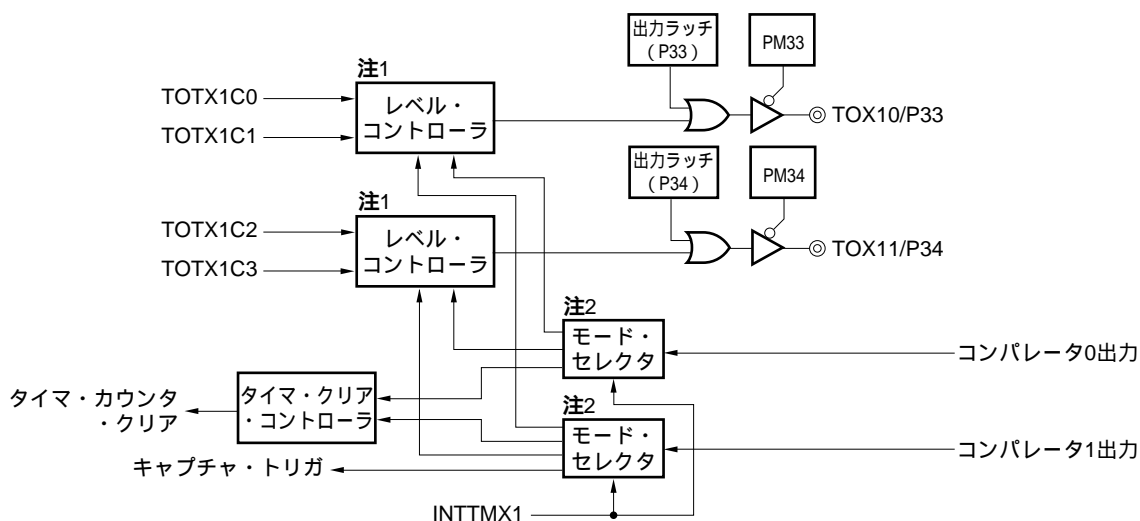 出力ラッチ
（P33）
PM33
注1
TOTX1C0
TOTX1C1
レベル・
コントローラ
TOX10/P33
出力ラッチ
（P34）
PM34
注1
TOTX1C2
TOTX1C3
レベル・
コントローラ
TOX11/P34
注2
モード・
セレクタ
コンパレータ0出力
タイマ・カウンタ
・クリア
タイマ・クリア
・コントローラ
注2
モード・
セレクタ
コンパレータ1出力
キャプチャ・トリガ
INTTMX1